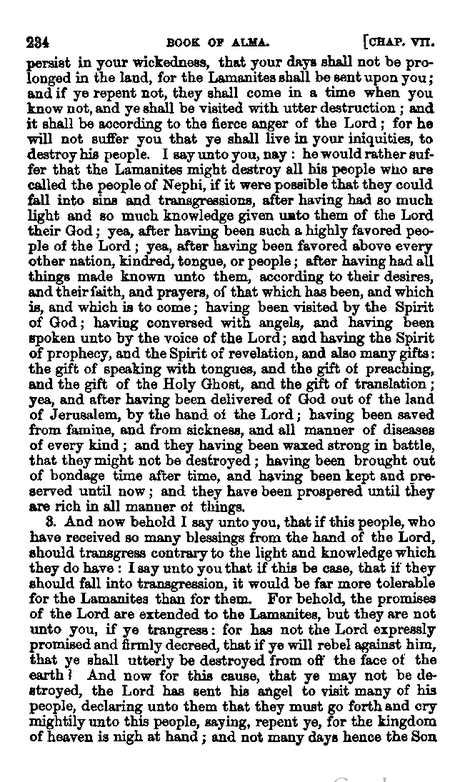 234 BOOK OF ALMA. [CHAP. VII.
persist in your wickedness, that your days shall not be pro-
longed in the land, for the Lamanites shall be sent upon you;
and if ye repent not, they shall come in a time when you
know not, and ye shall be visited with utter destruction; and
it shall be according to the fierce anger of the Lord; for he
will not suffer you that ye shall live in your iniquities, to
destroy his people. I say unto you, nay: he would rather suf-
fer that the Lamanites might destroy all his people who are
called the people of Nephi, if it were possible that they could
fall into sins and transgressions, after having had so much
light and so much knowledge given unto them of the Lord
their God; yea, after having been such a highly favored peo-
ple of the Lord; yea, after having been favored above every
other nation, kindred, tongue, or people; after having had all
things made known unto them, according to their desires,
and their faith, and prayers, of that which has been, and which
is, and which is to come; having been visited by the Spirit
of God; having conversed with angels, and having been
spoken unto by the voice of the Lord; and having the Spirit
of prophecy, and the Spirit of revelation, and also many gifts:
the gift of speaking with tongues, and the gift of preaching,
and the gift of the Holy Ghost, and the gift of translation;
yea, and after having been delivered of God out of the land
of Jerusalem, by the hand of the Lord; having been saved
from famine, and from sickness, and all manner of diseases
of every kind; and they having been waxed strong in battle,
that they might not be destroyed; having been brought out
of bondage time after time, and having been kept and pre-
served until now; and they have been prospered until they
are rich in all manner of things.
3. And now behold I say unto you, that if this people, who
have received so many blessings from the hand of the Lord,
should transgress contrary to the light and knowledge which
they do have: I say unto you that if this be case, that if they
should fall into transgression, it would be far more tolerable
for the Lamanites than for them. For behold, the promises
of the Lord are extended to the Lamanites, but they are not
unto you, if ye trangress: for has not the Lord expressly
promised and firmly decreed, that if ye will rebel against him,
that ye shall utterly be destroyed from off the face of the
earth? And now for this cause, that ye may not be de-
stroyed, the Lord has sent his angel to visit many of his
people, declaring unto them that they must go forth and cry
mightily unto this people, saying, repent ye, for the kingdom
of heaven is nigh at hand; and not many days hence the Son